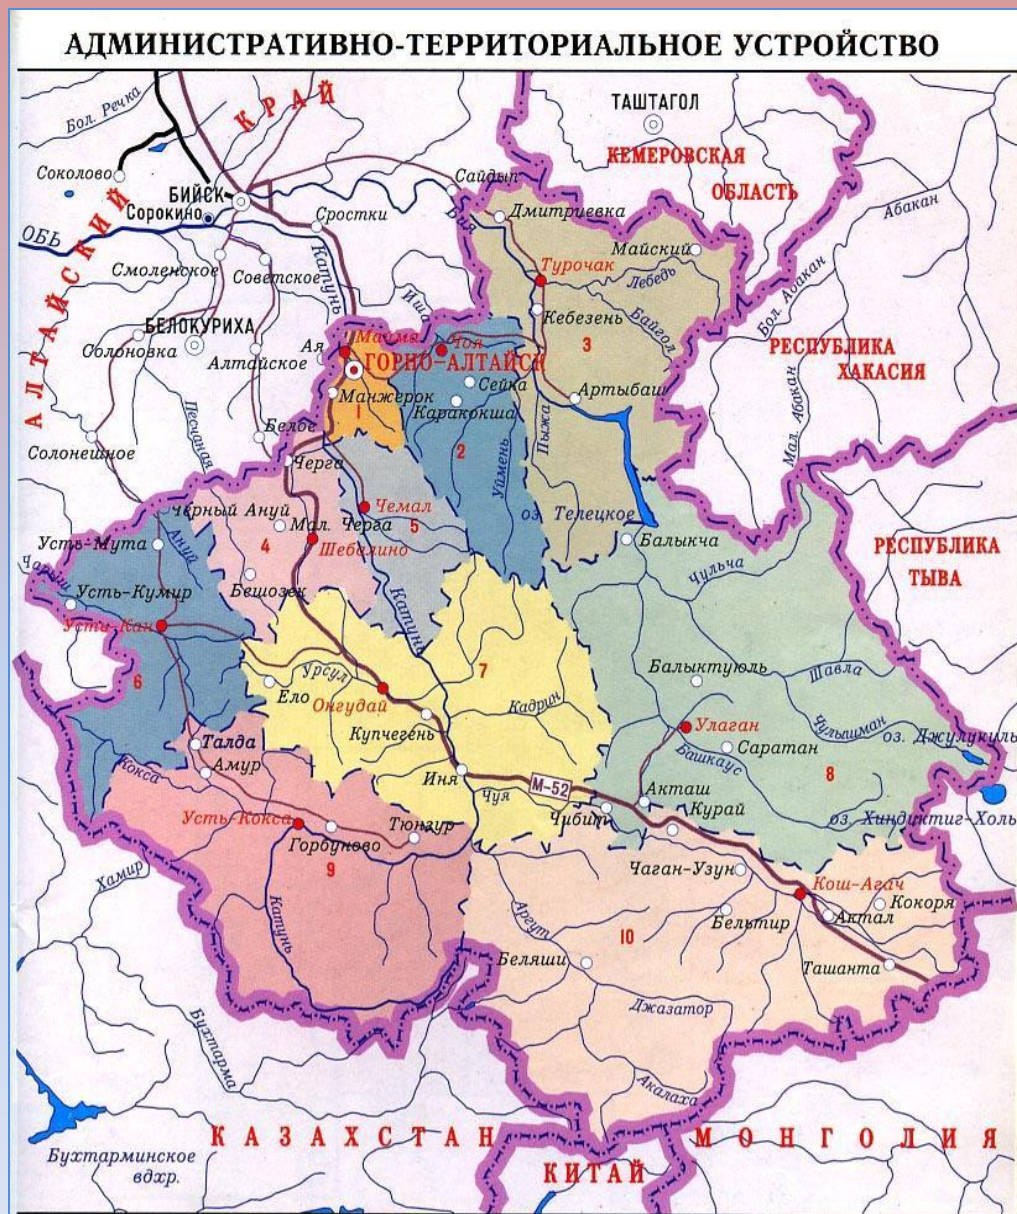 АДМИНИСТРАТИВНО-ТЕРРИТОРИАЛЬНОЕ УСТРОЙСТВО
АЛТАЙСКИЙ КРАЙ
Бол. Речка
ТАШТАГОЛ
КЕМЕРОВСКАЯ
ОБЛАСТЬ
Соколово
БИЙСК
Сорокино
Сайдып
Бия
Дмитриевка
Абакан
ОБЬ
Сростки
Майский
Смоленское
Советское
Катунь
Турочак
Лебедь
Бол. Абакан
Иша
Кебезень
Байгол
БЕЛОКУРИХА
Солоновка
Ая
Майма
Чоя
3
РЕСПУБЛИКА
ХАКАСИЯ
Алтайское
ГОРНО-АЛТАЙСК
Сейка
Артыбаш
Манжерок
Каракокша
1
Песчаная
Белое
Пыжа
Мал. Абакан
Солонешное
2
Черга
Уймень
Чемал
оз. Телецкое
Черный Ануй
Мал. Черга
5
4
Шебалино
Балыкча
РЕСПУБЛИКА
ТЫВА
Усть-Мута
Ануй
Чарыш
Чульча
Бешозек
Усть-Кумир
Катунь
Усть-Кан
Балыктуюль
Шавла
6
Урсул
7
Ело
Онгудай
Кадрин
Улаган
Чулышман
оз. Джулукуль
Купчегень
Башкаус
Саратан
Талда
Амур
Кокса
Иня
М-52
8
Чуя
Акташ
Чибит
Курай
оз. Хиндиктиг-Холь
Усть-Кокса
Тюнгур
Горбуново
9
Хамир
Чаган-Узун
Кош-Агач
Кокоря
Актал
Катунь
Аргут
Бельтир
10
Беляши
Ташанта
Джазатор
Бухтарма
Акалаха
КАЗАХСТАН
МОНГОЛИЯ
КИТАЙ
Бухтарминское
вдхр.